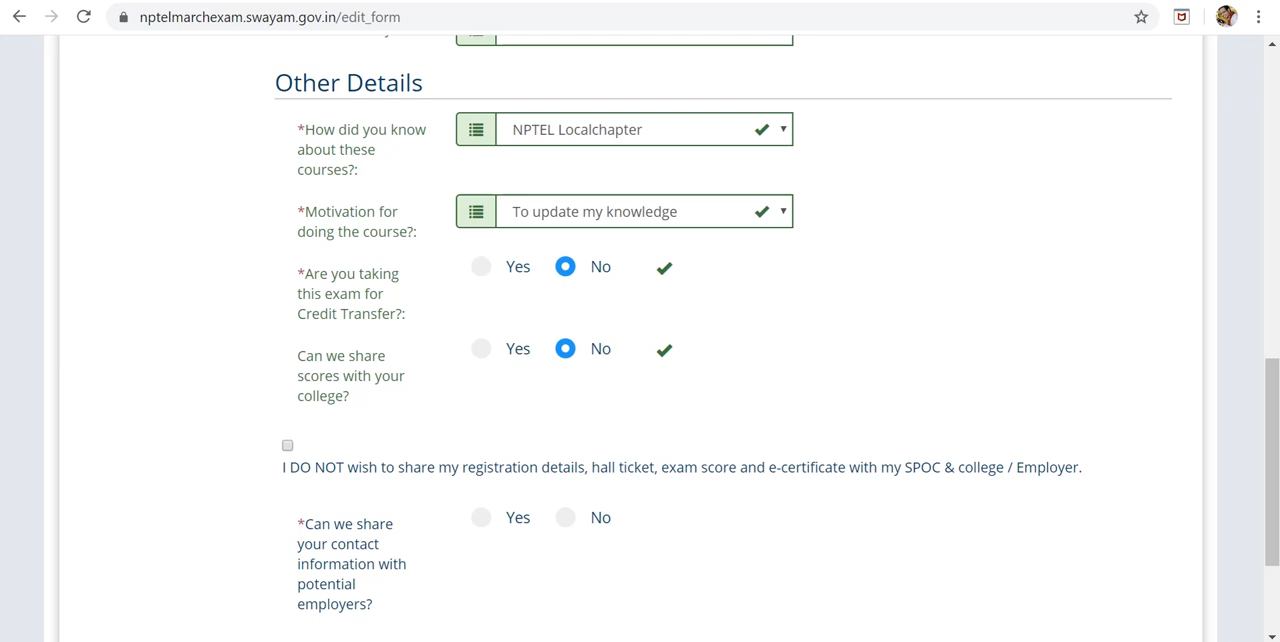 nptelmarchexam.swayam.gov.in/edit_form
Other Details
*How did you know
about these
courses?:
NPTEL Localchapter
*Motivation for
doing the course?:
To update my knowledge
*Are you taking
this exam for
Credit Transfer?:
Yes No
Can we share
scores with your
college?
Yes No
I DO NOT wish to share my registration details, hall ticket, exam score and e-certificate with my SPOC & college / Employer.
*Can we share
your contact
information with
potential
employers?
Yes No